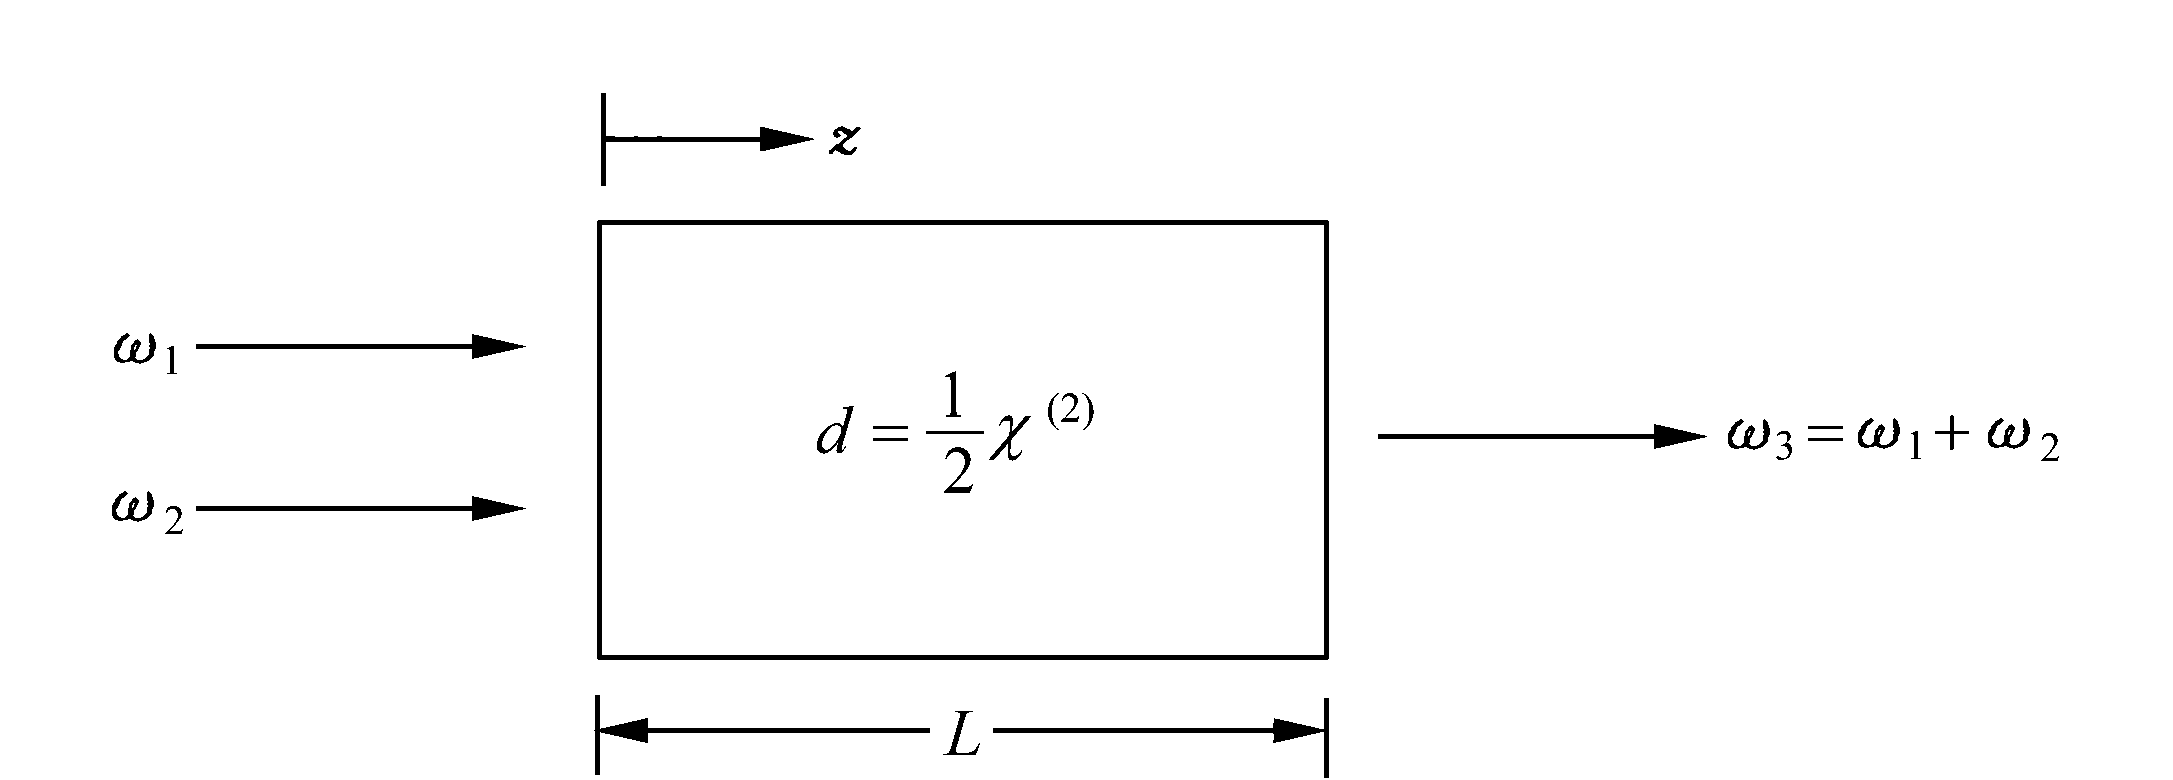 z
ω₁
d = 1/2 χ⁽²⁾
ω₃ = ω₁ + ω₂
ω₂
L